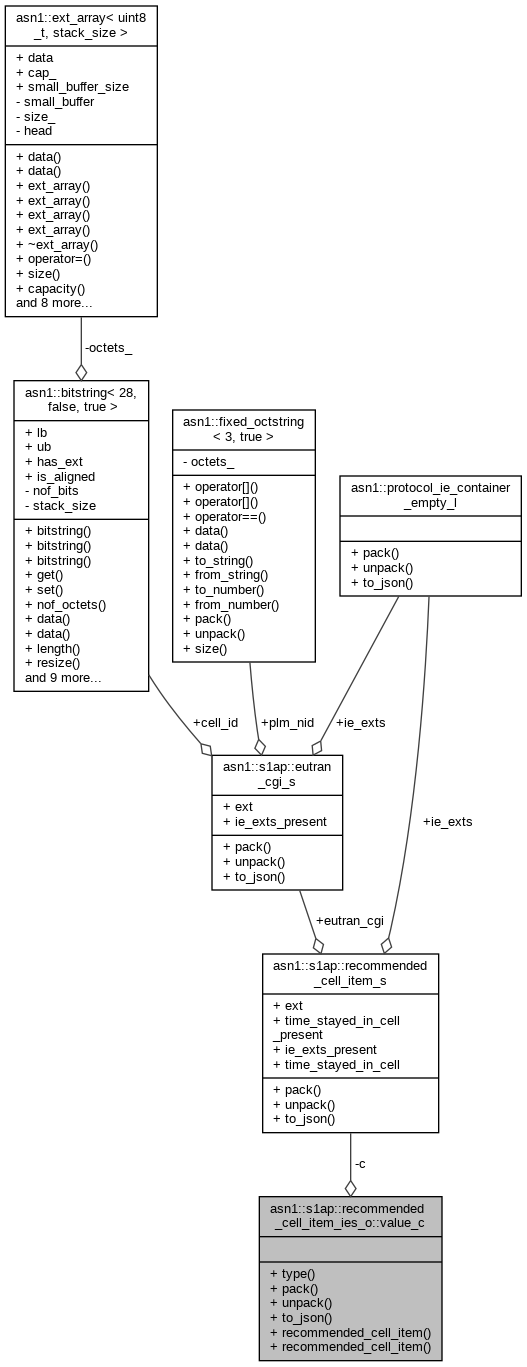 asn1::ext_array< uint8
_t, stack_size >
+ data
+ cap_
+ small_buffer_size
- small_buffer
- size_
- head
+ data()
+ data()
+ ext_array()
+ ext_array()
+ ext_array()
+ ext_array()
+ ~ext_array()
+ operator=()
+ size()
+ capacity()
and 8 more...
-octets_
asn1::bitstring< 28,
false, true >
+ lb
+ ub
+ has_ext
+ is_aligned
- nof_bits
- stack_size
+ bitstring()
+ bitstring()
+ bitstring()
+ get()
+ set()
+ nof_octets()
+ data()
+ data()
+ length()
+ resize()
and 9 more...
asn1::fixed_octstring
< 3, true >
- octets_
+ operator[]()
+ operator[]()
+ operator==()
+ data()
+ data()
+ to_string()
+ from_string()
+ to_number()
+ from_number()
+ pack()
+ unpack()
+ size()
asn1::protocol_ie_container
_empty_l
+ pack()
+ unpack()
+ to_json()
+cell_id
+plm_nid
+ie_exts
+ie_exts
asn1::s1ap::eutran
_cgi_s
+ ext
+ ie_exts_present
+ pack()
+ unpack()
+ to_json()
+eutran_cgi
asn1::s1ap::recommended
_cell_item_s
+ ext
+ time_stayed_in_cell
_present
+ ie_exts_present
+ time_stayed_in_cell
+ pack()
+ unpack()
+ to_json()
-c
asn1::s1ap::recommended
_cell_item_ies_o::value_c
+ type()
+ pack()
+ unpack()
+ to_json()
+ recommended_cell_item()
+ recommended_cell_item()